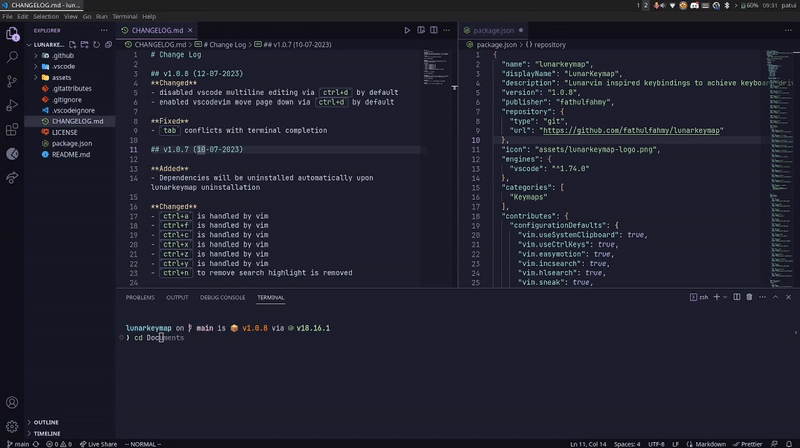 1 2 60% 09:31 patui
File Edit Selection View Go Run Terminal Help
EXPLORER
LUNARKE...
.github
.vscode
assets
.gitattributes
.gitignore
.vscodeignore
CHANGELOG.md
LICENSE
package.json
README.md
OUTLINE
TIMELINE
CHANGELOG.md
CHANGELOG.md > # Change Log > ## v1.0.7 (10-07-2023)
1 # Change Log
2
3 ## v1.0.8 (12-07-2023)
4 **Changed**
5 - disabled vscode multiline editing via ctrl+d by default
6 - enabled vscodevim move page down via ctrl+d by default
7
8 **Fixed**
9 - tab conflicts with terminal completion
10
11 ## v1.0.7 (10-07-2023)
12
13 **Added**
14 - Dependencies will be uninstalled automatically upon
lunarkeymap uninstallation
15
16 **Changed**
17 - ctrl+a is handled by vim
18 - ctrl+f is handled by vim
19 - ctrl+c is handled by vim
20 - ctrl+x is handled by vim
21 - ctrl+z is handled by vim
22 - ctrl+y is handled by vim
23 - ctrl+n to remove search highlight is removed
24
package.json
package.json > repository
1 {
2 "name": "lunarkeymap",
3 "displayName": "LunarKeymap",
4 "description": "Lunarvim inspired keybindings to achieve keyboard-driv
5 "version": "1.0.8",
6 "publisher": "fathulfahmy",
7 "repository": {
8 "type": "git",
9 "url": "https://github.com/fathulfahmy/lunarkeymap"
10 },
11 "icon": "assets/lunarkeymap-logo.png",
12 "engines": {
13 "vscode": "^1.74.0"
14 },
15 "categories": [
16 "Keymaps"
17 ],
18 "contributes": {
19 "configurationDefaults": {
20 "vim.useSystemClipboard": true,
21 "vim.useCtrlKeys": true,
22 "vim.easymotion": true,
23 "vim.incsearch": true,
24 "vim.hlsearch": true,
25 "vim.sneak": true,
PROBLEMS OUTPUT DEBUG CONSOLE TERMINAL zsh
lunarkeymap on main is 📦 v1.0.8 via v18.16.1
) cd Documents
main 0 0 Live Share -- NORMAL -- Ln 11, Col 14 Spaces: 4 UTF-8 LF Markdown Prettier